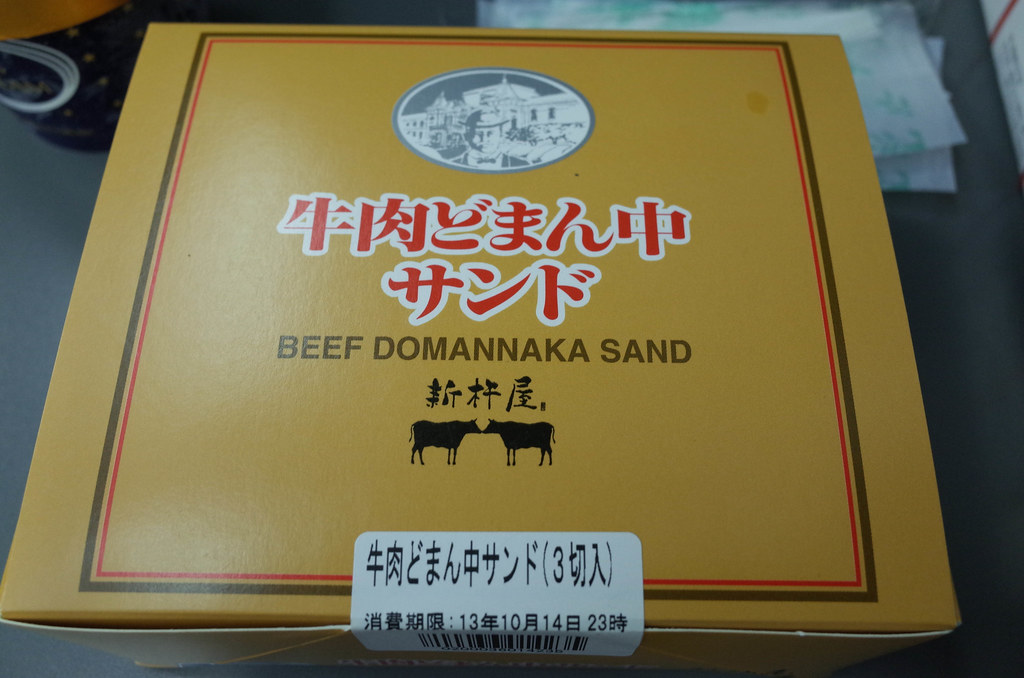 牛肉どまん中
サンド
BEEF DOMANNAKA SAND
新杵屋
牛肉どまん中サンド(3切入)
消費期限:13年10月14日 23時